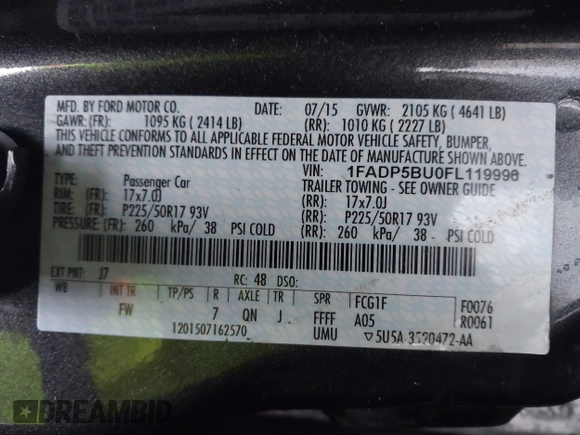 MFD. BY FORD MOTOR CO. DATE: 07/15 GVWR: 2105 KG ( 4641 LB)
GAWR: (FR): 1095 KG ( 2414 LB) (RR): 1010 KG ( 2227 LB)
THIS VEHICLE CONFORMS TO ALL APPLICABLE FEDERAL MOTOR VEHICLE SAFETY, BUMPER,
AND THEFT PREVENTION STANDARDS IN EFFECT ON THE DATE OF MANUFACTURE SHOWN ABOVE.
VIN: 1FADP5BU0FL119996
TYPE: Passenger Car TRAILER TOWING - SEE OWNER GUIDE
RIM: (FR): 17x7.0J (RR): 17x7.0J
TIRE: (FR): P225/50R17 93V (RR): P225/50R17 93V
PRESSURE: (FR): 260 kPa/ 38 PSI COLD (RR): 260 kPa/ 38 PSI COLD
EXT PNT: J7 RC: 48 DSO:
WB INT TR TP/PS R AXLE TR SPR FCG1F F0076
FW 7 QN J FFFF A05 R0061
1201507162570 UMU ▽5U5A-3520472-AA
DREAMBID